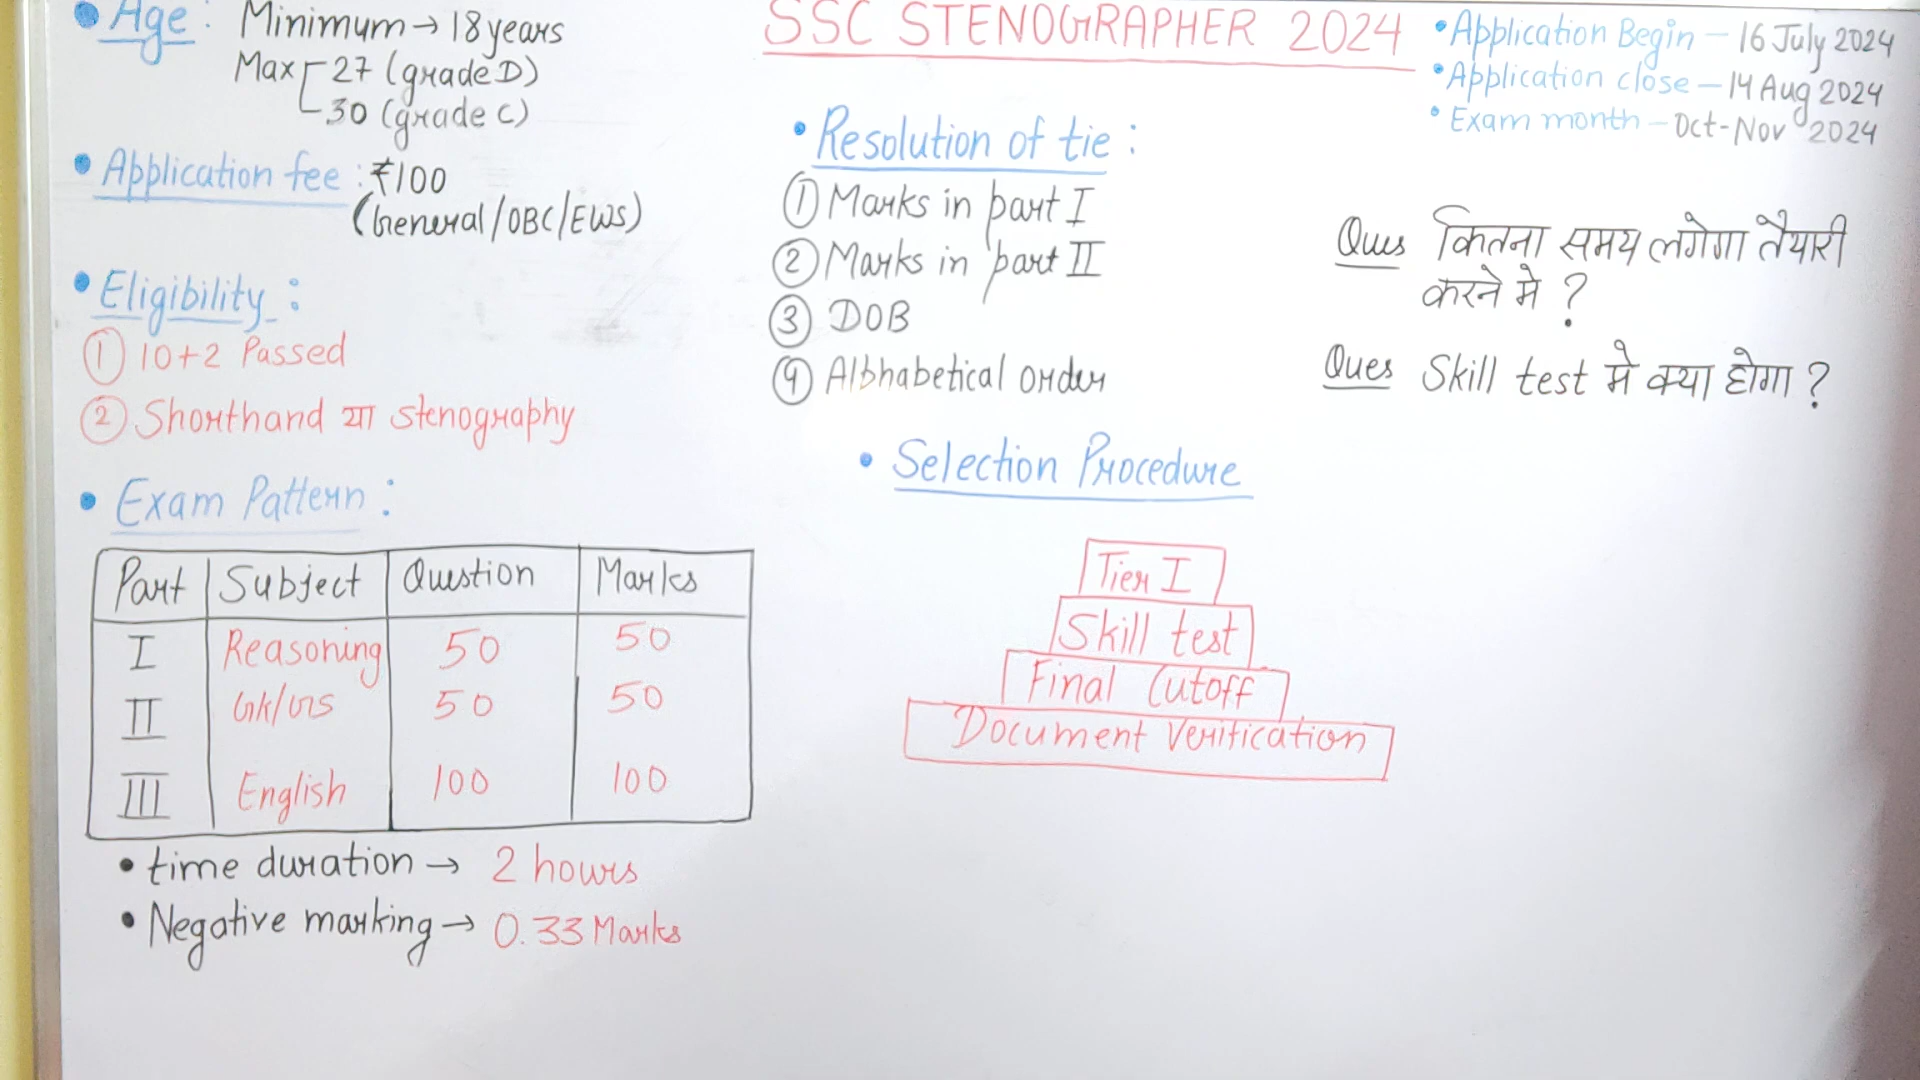 • Age : Minimum → 18 years
Max 27 (grade D)
30 (grade C)
• Application fee : ₹100
(General/OBC/EWS)
• Eligibility :
① 10+2 Passed
② Shorthand या stenography
• Exam Pattern :
Part Subject Question Marks
I Reasoning 50 50
II GK/GS 50 50
III English 100 100
• time duration → 2 hours
• Negative marking → 0.33 Marks
SSC STENOGRAPHER 2024
• Resolution of tie :
① Marks in part I
② Marks in part II
③ DOB
④ Alphabetical order
• Selection Procedure
Tier I
Skill test
Final Cutoff
Document Verification
• Application Begin – 16 July 2024
• Application close – 14 Aug 2024
• Exam month – Oct-Nov 2024
Ques कितना समय लगेगा तैयारी
करने मे ?
Ques Skill test मे क्या होगा ?